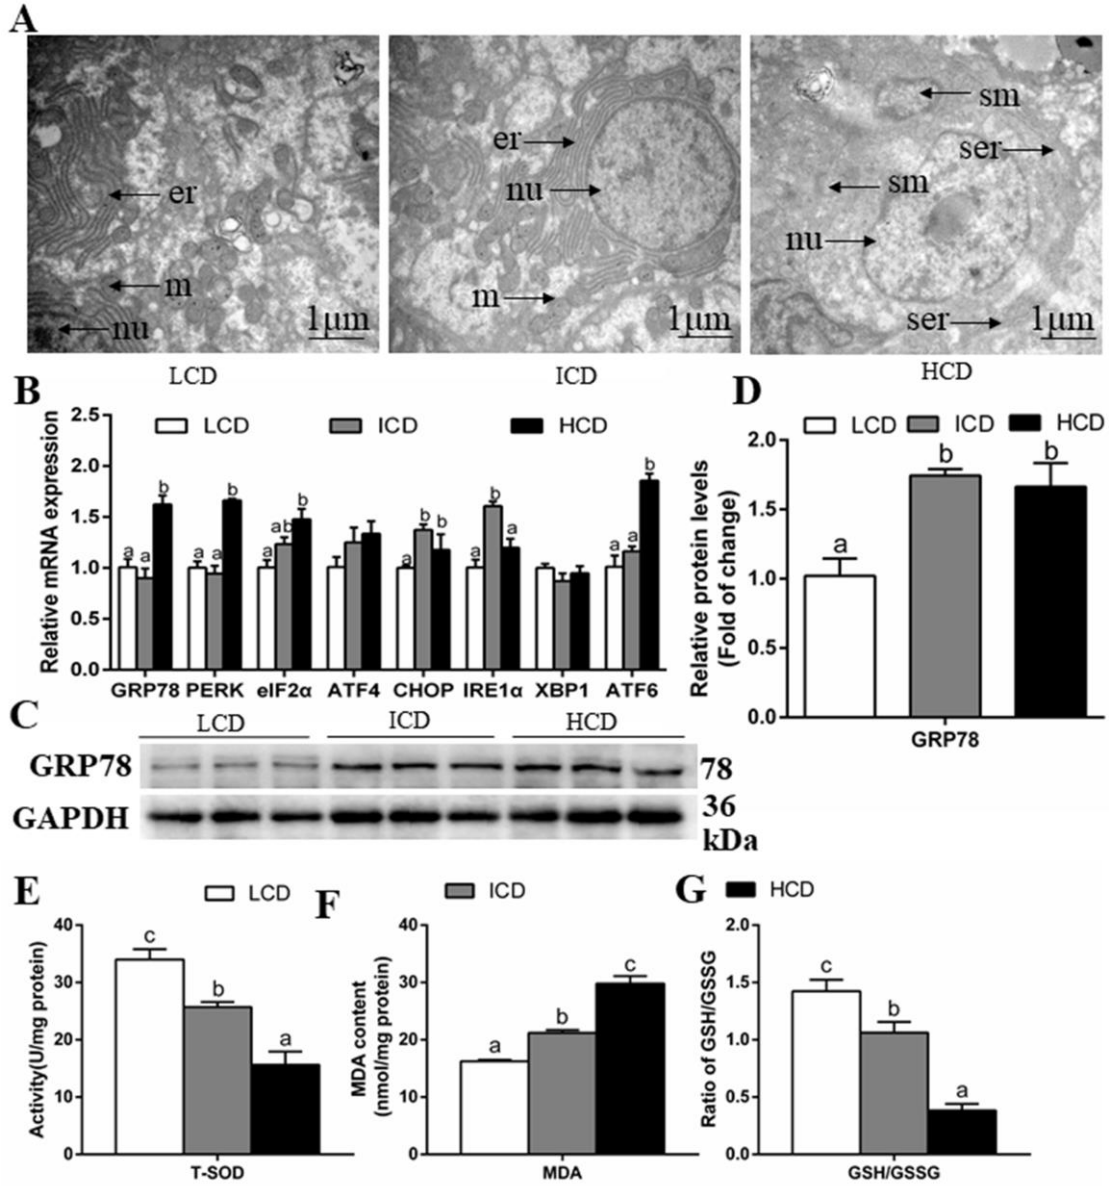 A
er
m
nu
1μm
er
nu
m
1μm
sm
ser
sm
nu
ser
1μm
LCD
ICD
HCD
B
LCD
ICD
HCD
Relative mRNA expression
2.5
2.0
1.5
1.0
0.5
0.0
a a b
a a b
a ab b
a b b
a b a
a a b
GRP78 PERK eIF2α ATF4 CHOP IRE1α XBP1 ATF6
D
LCD
ICD
HCD
Relative protein levels
(Fold of change)
2.0
1.5
1.0
0.5
0.0
a b b
GRP78
C
LCD
ICD
HCD
GRP78
78
GAPDH
36
kDa
E
LCD
Activity(U/mg protein)
40
30
20
10
0
c b a
T-SOD
F
ICD
MDA content
(nmol/mg protein)
40
30
20
10
0
a b c
MDA
G
HCD
Ratio of GSH/GSSG
2.0
1.5
1.0
0.5
0.0
c b a
GSH/GSSG